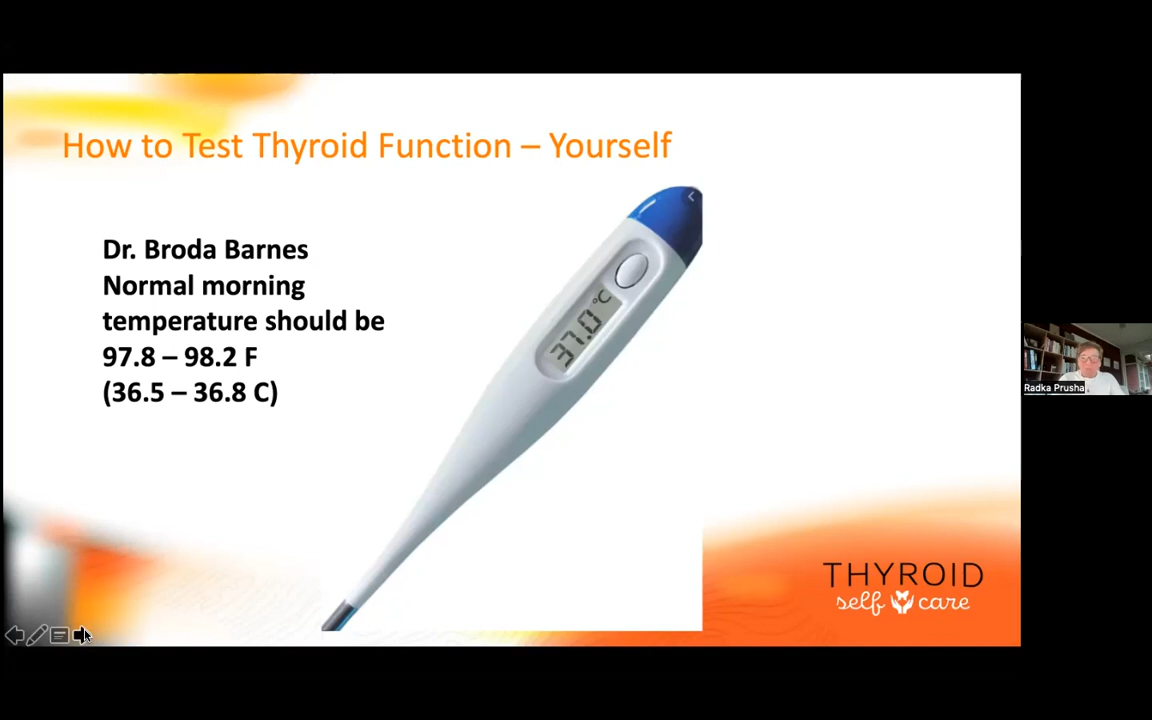 How to Test Thyroid Function – Yourself
Dr. Broda Barnes
Normal morning
temperature should be
97.8 – 98.2 F
(36.5 – 36.8 C)
37.0 °C
Radka Prusha
THYROID
self care